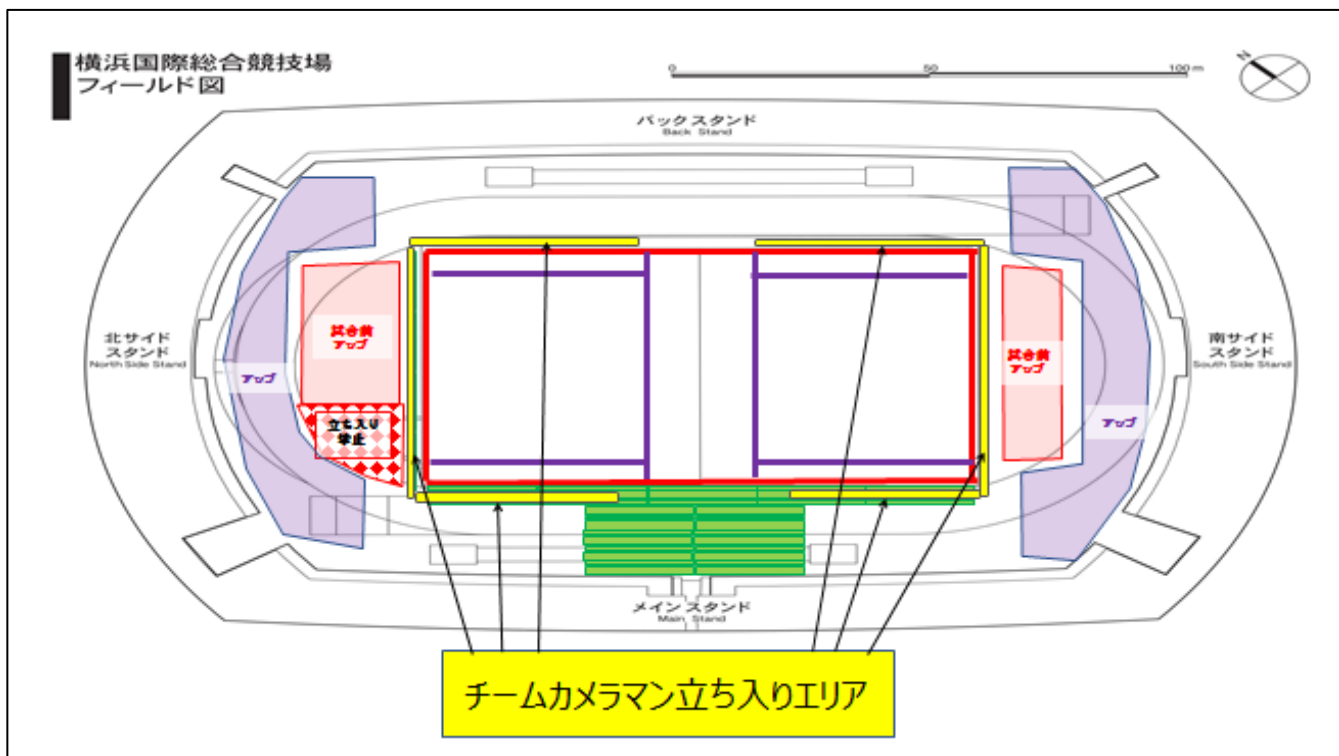 横浜国際総合競技場
フィールド図
0 50 100 m
N
バックスタンド
Back Stand
北サイド
スタンド
North Side Stand
アップ
試合前
アップ
立ち入り
禁止
試合前
アップ
アップ
南サイド
スタンド
South Side Stand
メインスタンド
Main Stand
チームカメラマン立ち入りエリア